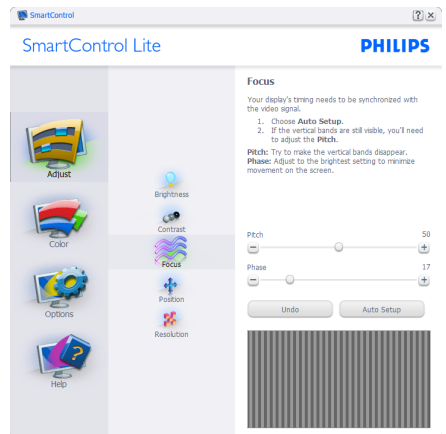 SmartControl
SmartControl Lite
PHILIPS
Adjust
Color
Options
Help
Brightness
Contrast
Focus
Position
Resolution
Focus
Your display's timing needs to be synchronized with
the video signal.
1. Choose Auto Setup.
2. If the vertical bands are still visible, you'll need
to adjust the Pitch.
Pitch: Try to make the vertical bands disappear.
Phase: Adjust to the brightest setting to minimize
movement on the screen.
Pitch 50
Phase 17
Undo Auto Setup